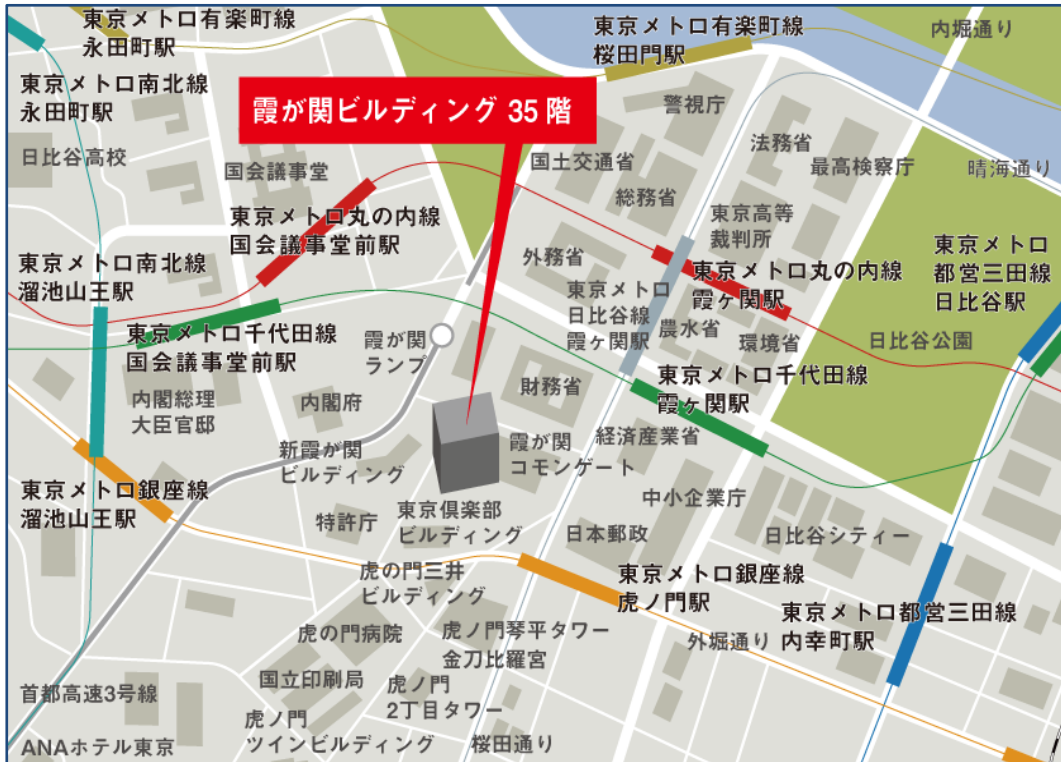 東京メトロ有楽町線
永田町駅
東京メトロ有楽町線
桜田門駅
内堀通り
東京メトロ南北線
永田町駅
霞が関ビルディング 35 階
警視庁
法務省
日比谷高校
国会議事堂
国土交通省
最高検察庁
晴海通り
総務省
東京メトロ丸の内線
国会議事堂前駅
東京高等
裁判所
東京メトロ
都営三田線
日比谷駅
東京メトロ南北線
溜池山王駅
外務省
東京メトロ丸の内線
霞ヶ関駅
東京メトロ
日比谷線
霞ヶ関駅
東京メトロ千代田線
国会議事堂前駅
霞が関
ランプ
農水省
環境省
日比谷公園
内閣総理
大臣官邸
内閣府
財務省
東京メトロ千代田線
霞ヶ関駅
新霞が関
ビルディング
霞が関
コモンゲート
経済産業省
東京メトロ銀座線
溜池山王駅
特許庁
東京倶楽部
ビルディング
中小企業庁
日本郵政
日比谷シティー
虎の門三井
ビルディング
東京メトロ銀座線
虎ノ門駅
東京メトロ都営三田線
内幸町駅
虎の門病院
虎ノ門琴平タワー
金刀比羅宮
外堀通り
国立印刷局
虎ノ門
2丁目タワー
首都高速3号線
虎ノ門
ツインビルディング
桜田通り
ANAホテル東京